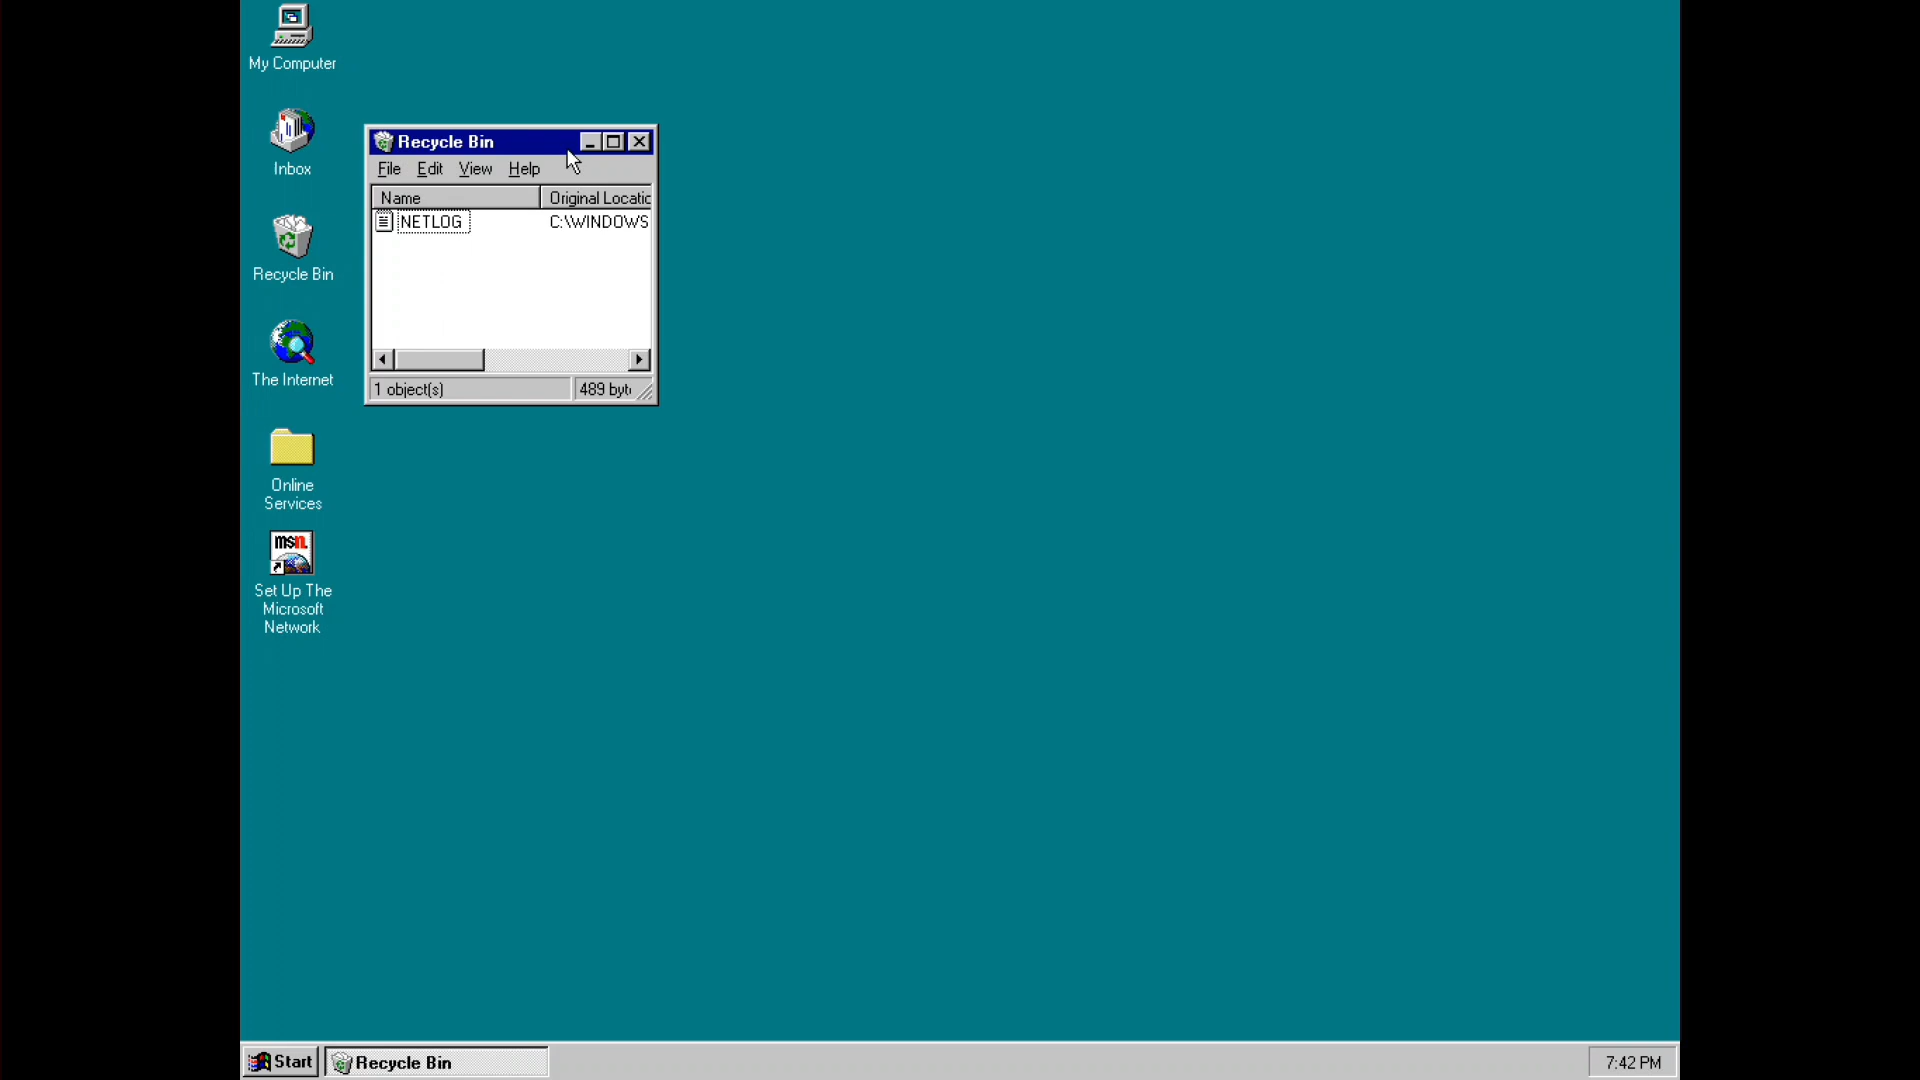 My Computer
Inbox
Recycle Bin
The Internet
Online
Services
msn.
Set Up The
Microsoft
Network
Recycle Bin
File Edit View Help
Name Original Locatio
NETLOG C:\WINDOWS
1 object(s) 489 byt
Start Recycle Bin 7:42 PM